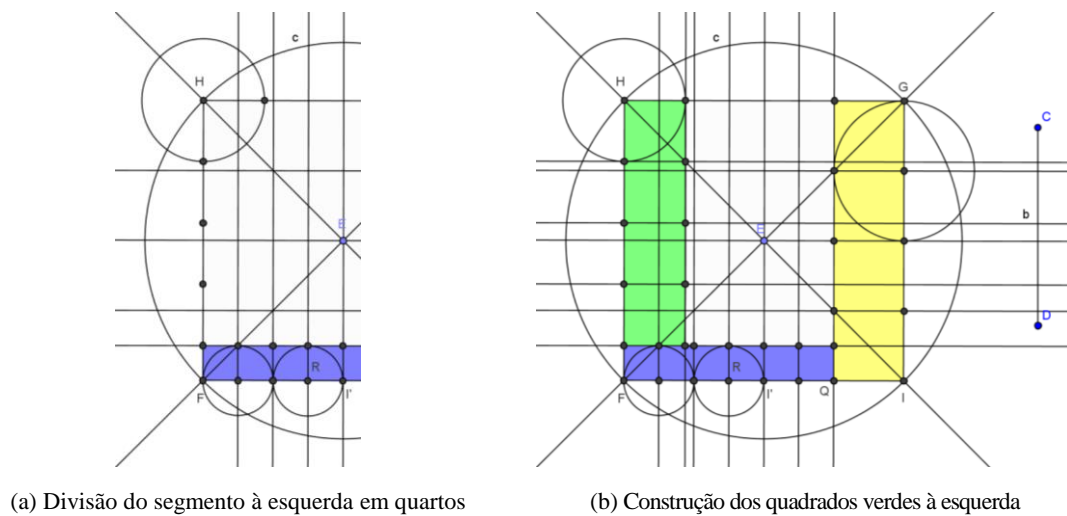 c
H
E
R
F
I'
c
H
G
C
E
b
D
R
F
I'
Q
I
(a) Divisão do segmento à esquerda em quartos
(b) Construção dos quadrados verdes à esquerda